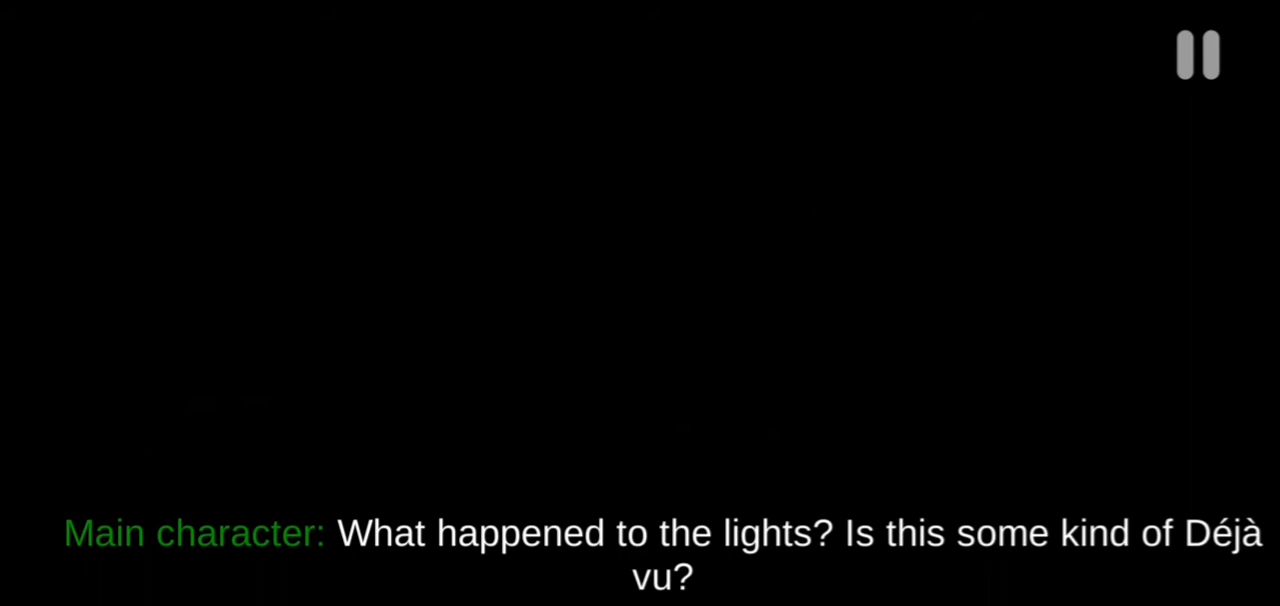 Main character: What happened to the lights? Is this some kind of Déjà
vu?